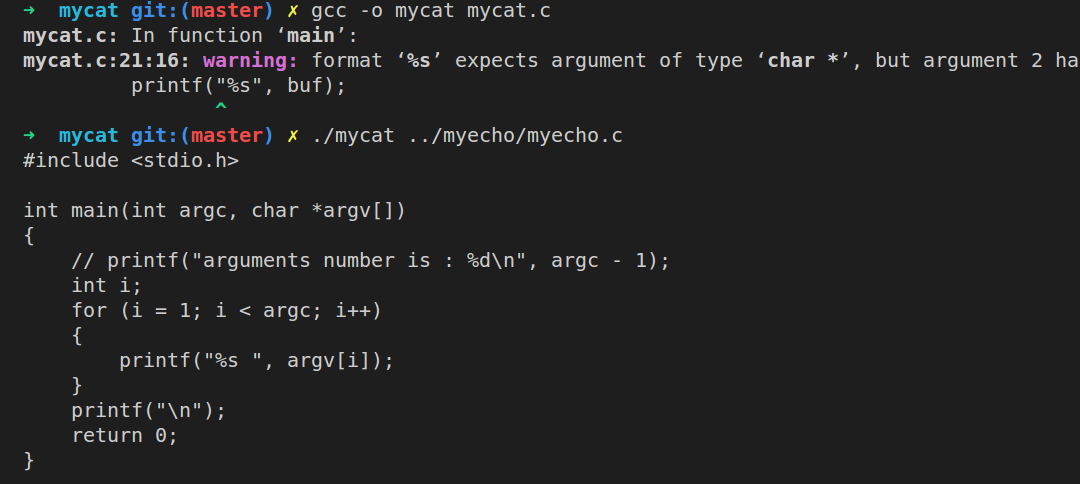 ➜  mycat git:(master) ✗ gcc -o mycat mycat.c
mycat.c: In function ‘main’:
mycat.c:21:16: warning: format ‘%s’ expects argument of type ‘char *’, but argument 2 ha
         printf("%s", buf);
                ^
➜  mycat git:(master) ✗ ./mycat ../myecho/myecho.c
#include <stdio.h>

int main(int argc, char *argv[])
{
    // printf("arguments number is : %d\n", argc - 1);
    int i;
    for (i = 1; i < argc; i++)
    {
        printf("%s ", argv[i]);
    }
    printf("\n");
    return 0;
}